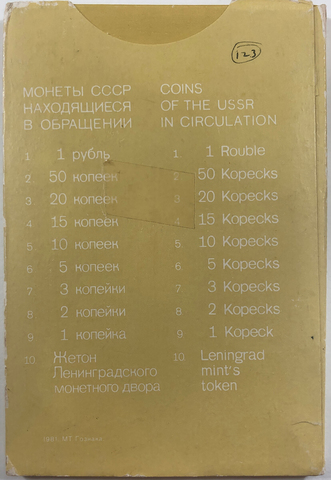 123
МОНЕТЫ СССР
НАХОДЯЩИЕСЯ
В ОБРАЩЕНИИ
1 1 рубль
2 50 копеек
3 20 копеек
4 15 копеек
5 10 копеек
6 5 копеек
7 3 копейки
8 2 копейки
9 1 копейка
10. Жетон
Ленинградского
монетного двора
COINS
OF THE USSR
IN CIRCULATION
1 1 Rouble
2 50 Kopecks
3 20 Kopecks
4 15 Kopecks
5 10 Kopecks
6 5 Kopecks
7 3 Kopecks
8 2 Kopecks
9 1 Kopeck
10. Leningrad
mint's
token
МТ Гознака